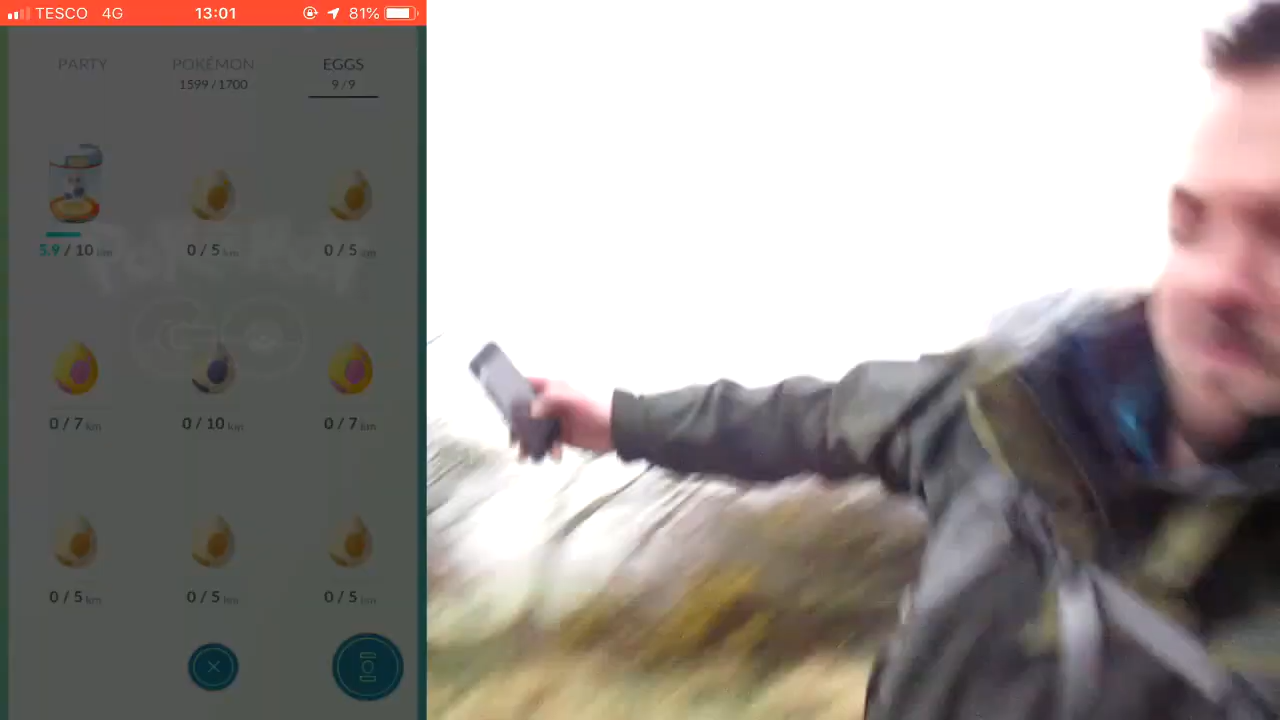 TESCO 4G 13:01 81%
PARTY POKÉMON EGGS
1599 / 1700 9 / 9
5.9 / 10 km 0 / 5 km 0 / 5 km
POKÉMON
GO
0 / 7 km 0 / 10 km 0 / 7 km
0 / 5 km 0 / 5 km 0 / 5 km